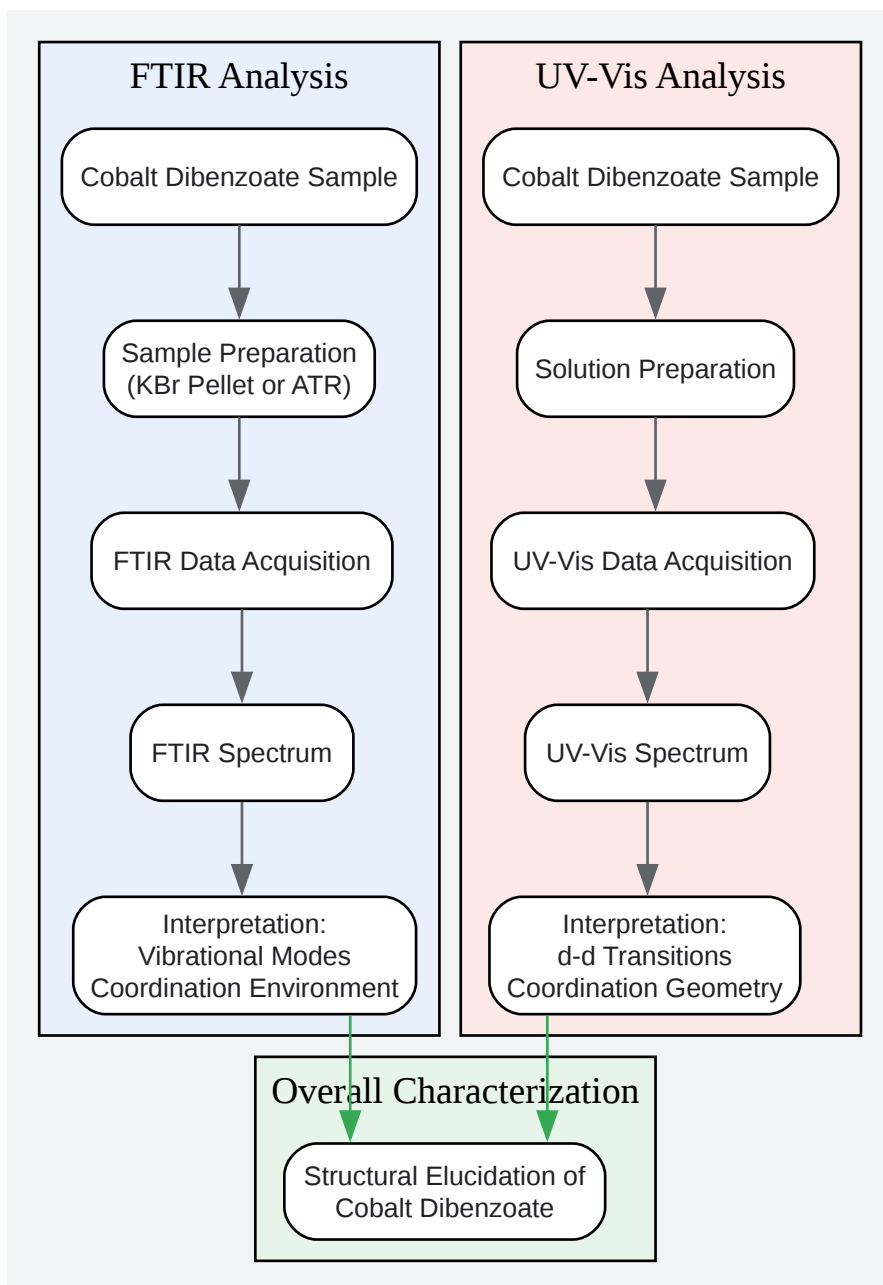 FTIR Analysis
Cobalt Dibenzoate Sample
Sample Preparation
(KBr Pellet or ATR)
FTIR Data Acquisition
FTIR Spectrum
Interpretation:
Vibrational Modes
Coordination Environment
UV-Vis Analysis
Cobalt Dibenzoate Sample
Solution Preparation
UV-Vis Data Acquisition
UV-Vis Spectrum
Interpretation:
d-d Transitions
Coordination Geometry
Overall Characterization
Structural Elucidation of
Cobalt Dibenzoate